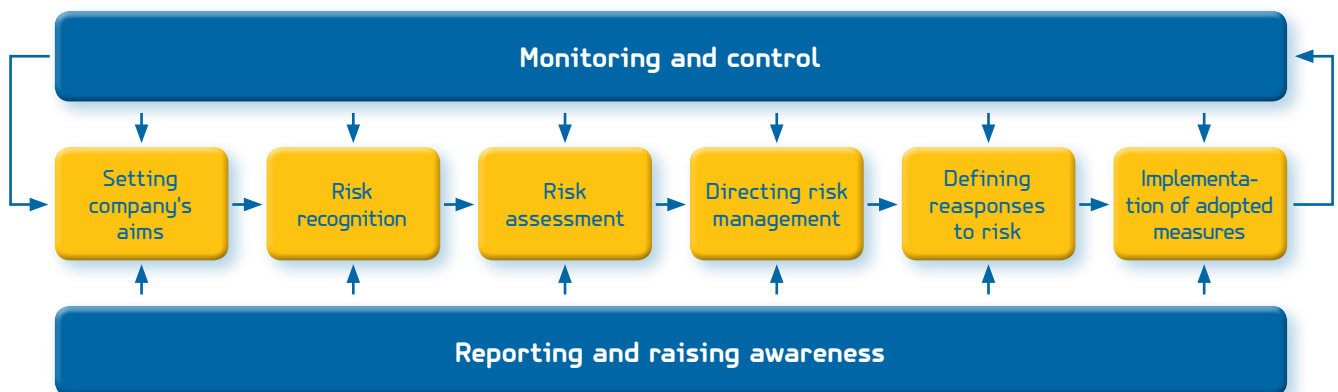 Monitoring and control
Setting
company's
aims
Risk
recognition
Risk
assessment
Directing risk
management
Defining
reasponses
to risk
Implementa-
tion of adopted
measures
Reporting and raising awareness